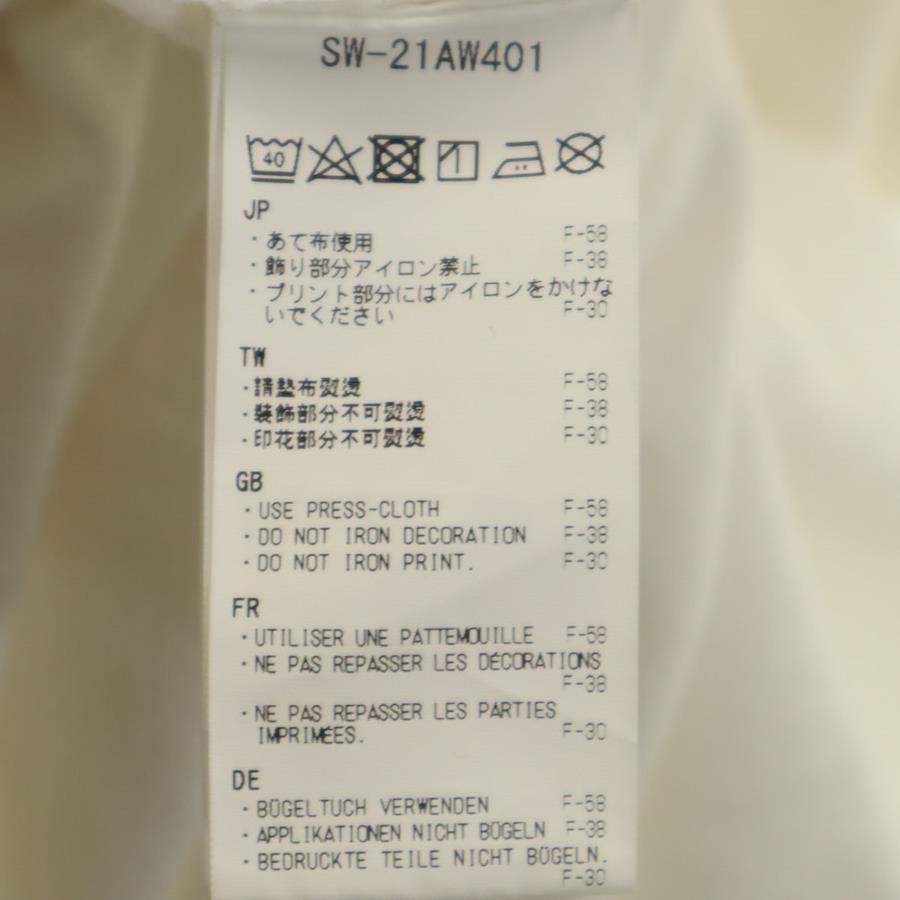 SW-21AW401
40
JP
・あて布使用 F-58
・飾り部分アイロン禁止 F-38
・プリント部分にはアイロンをかけな
いでください F-30
TW
・請墊布熨燙 F-58
・裝飾部分不可熨燙 F-38
・印花部分不可熨燙 F-30
GB
・USE PRESS-CLOTH F-58
・DO NOT IRON DECORATION F-38
・DO NOT IRON PRINT. F-30
FR
・UTILISER UNE PATTEMOUILLE F-58
・NE PAS REPASSER LES DÉCORATIONS
F-38
・NE PAS REPASSER LES PARTIES
IMPRIMÉES. F-30
DE
・BÜGELTUCH VERWENDEN F-58
・APPLIKATIONEN NICHT BÜGELN F-38
・BEDRUCKTE TEILE NICHT BÜGELN.
F-30